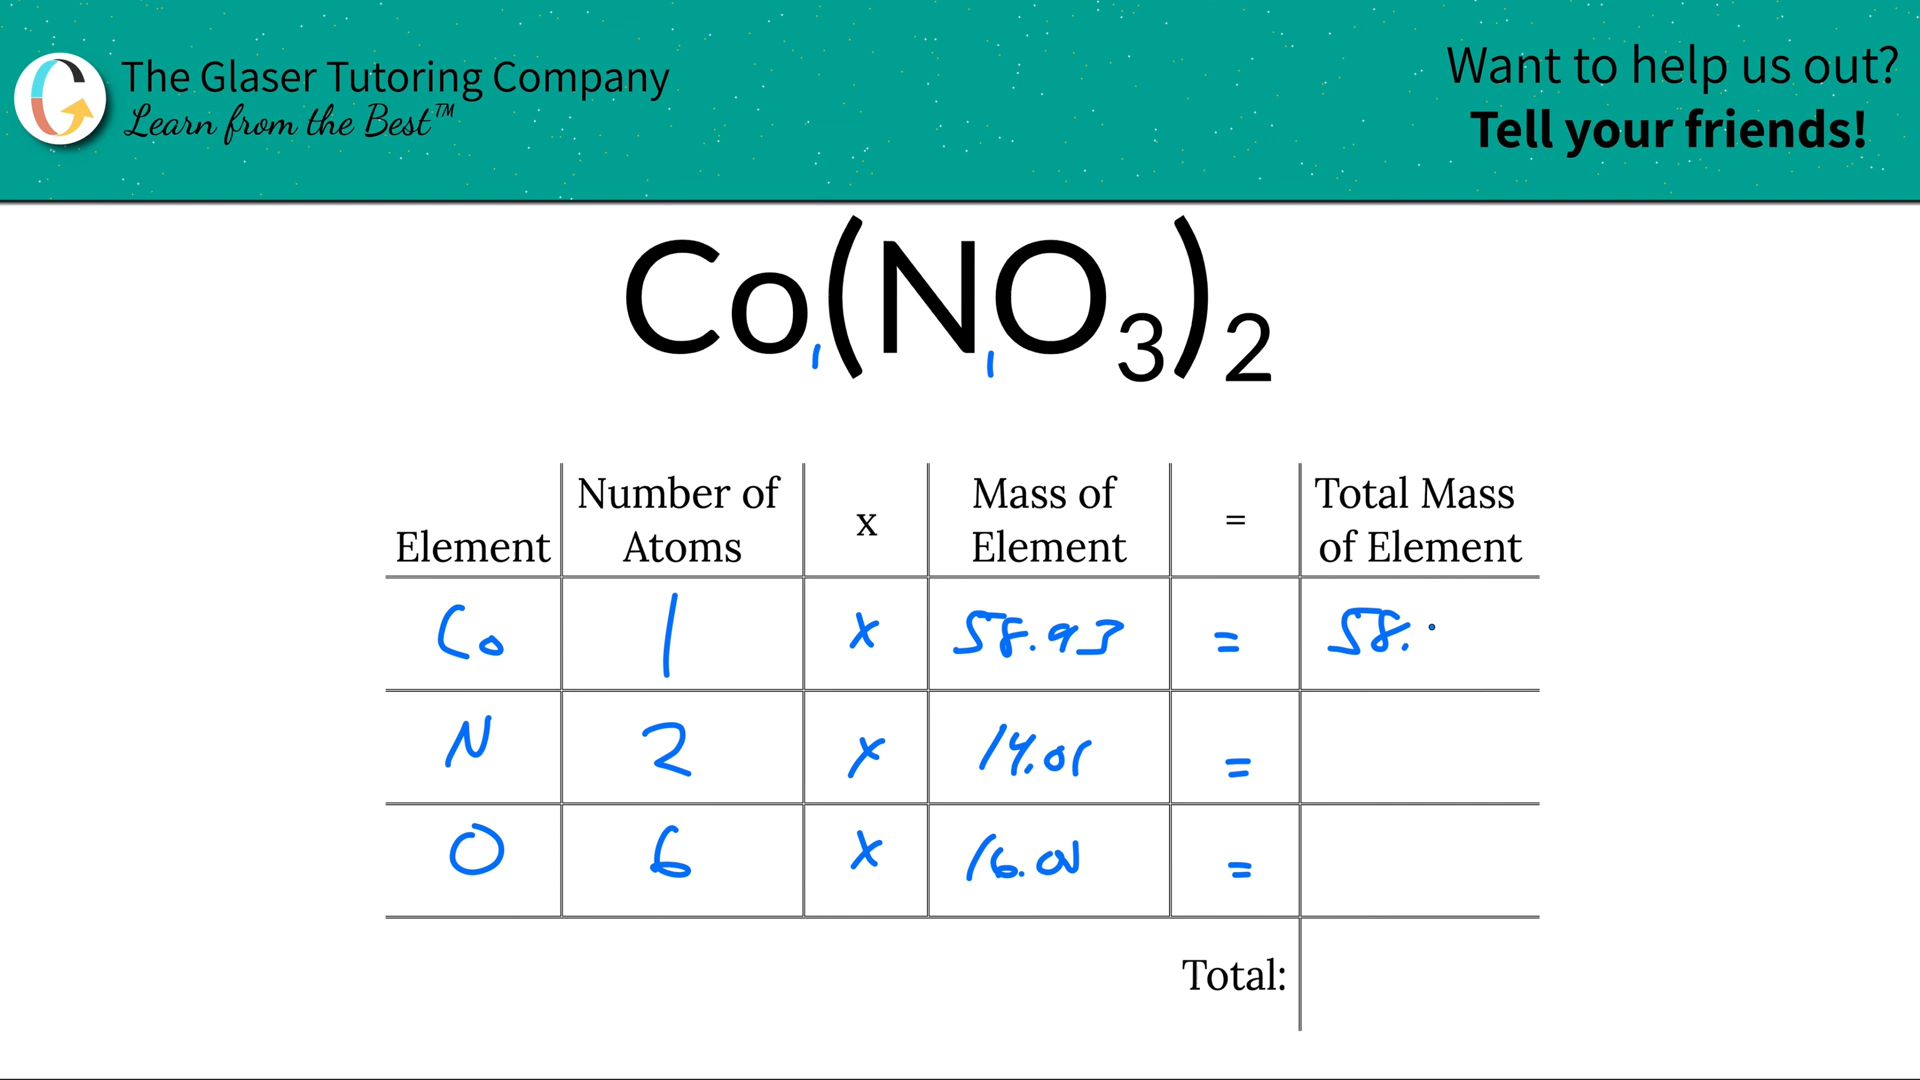 The Glaser Tutoring Company
Learn from the Best™
Want to help us out?
Tell your friends!
Co₁(N₁O₃)₂
Element | Number of Atoms | x | Mass of Element | = | Total Mass of Element
Co | 1 | x | 58.93 | = | 58.
N | 2 | x | 14.01 | =
O | 6 | x | 16.00 | =
Total: